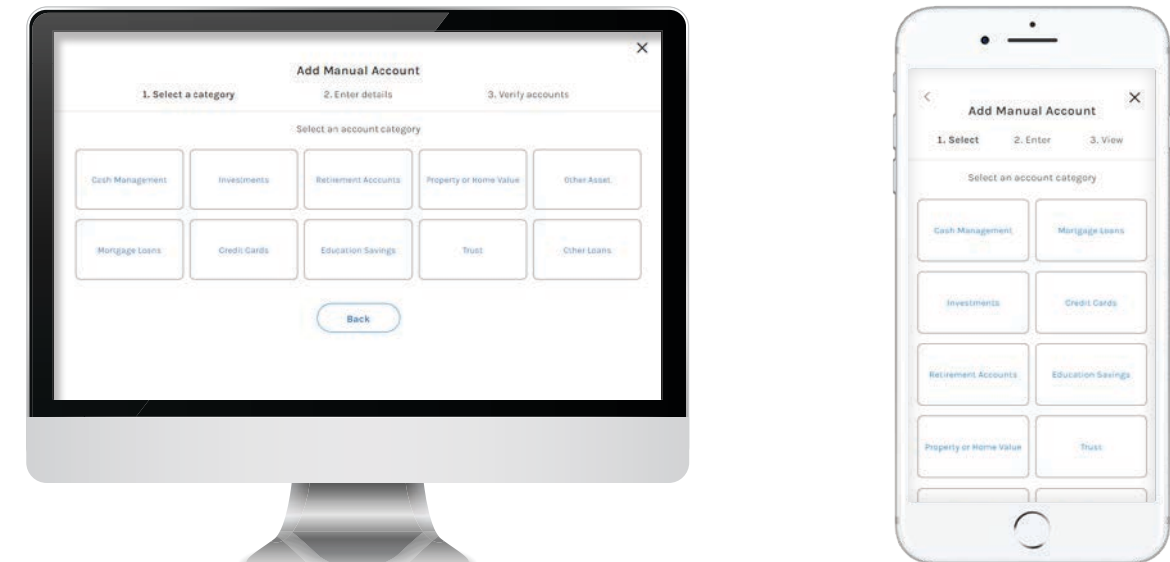 Add Manual Account
1. Select a category 2. Enter details 3. Verify accounts
Select an account category
Cash Management Investments Retirement Accounts Property or Home Value Other Asset
Mortgage Loans Credit Cards Education Savings Trust Other Loans
Back
Add Manual Account
1. Select 2. Enter 3. View
Select an account category
Cash Management Mortgage Loans
Investments Credit Cards
Retirement Accounts Education Savings
Property or Home Value Trust